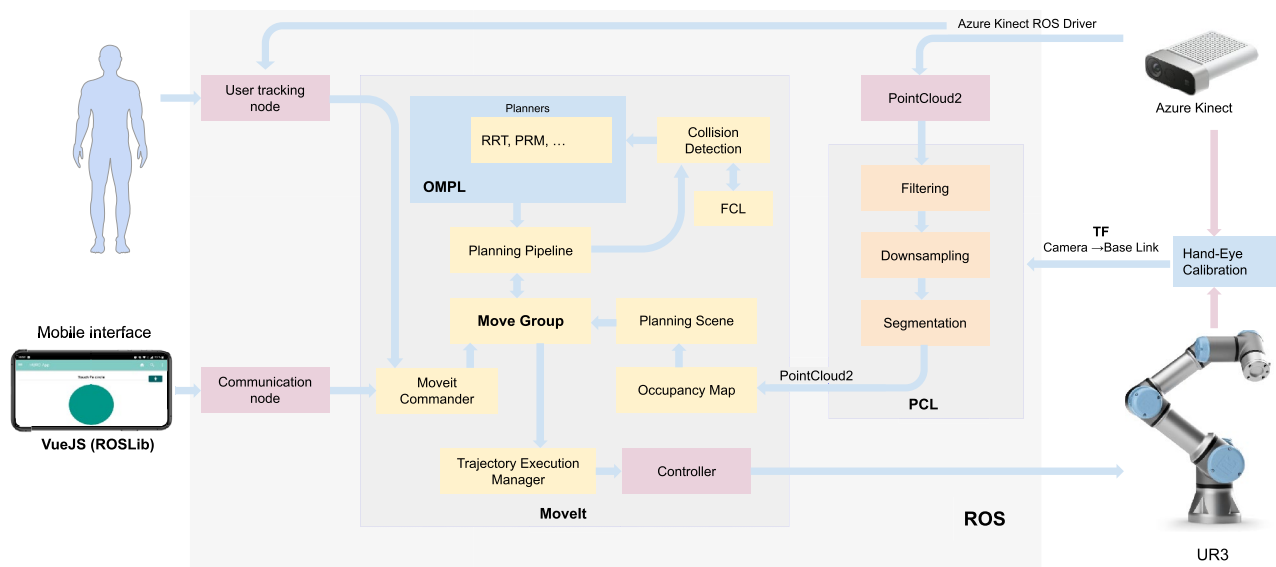 Azure Kinect ROS Driver
User tracking
node
PointCloud2
Azure Kinect
Planners
RRT, PRM, …
OMPL
Collision
Detection
FCL
Filtering
Downsampling
Segmentation
PCL
TF
Camera →Base Link
Hand-Eye
Calibration
Planning Pipeline
Move Group
Planning Scene
Mobile interface
VueJS (ROSLib)
Communication
node
Moveit
Commander
Occupancy Map
PointCloud2
Trajectory Execution
Manager
Controller
MoveIt
ROS
UR3